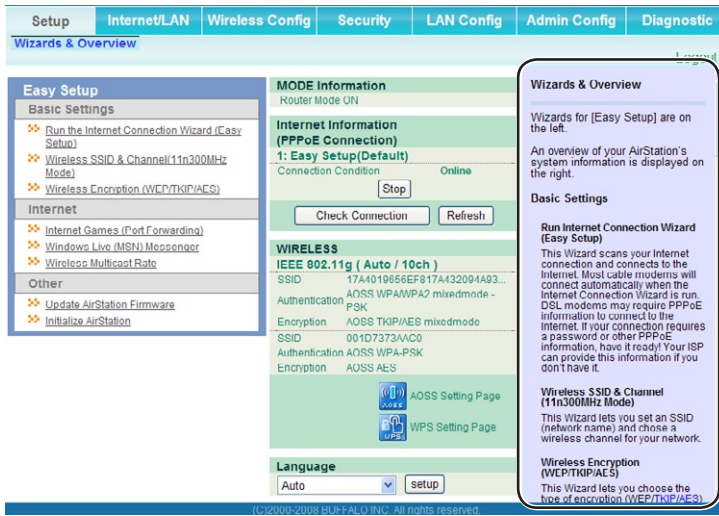 Setup
Internet/LAN
Wireless Config
Security
LAN Config
Admin Config
Diagnostic
Wizards & Overview
Logout
Easy Setup
Basic Settings
Run the Internet Connection Wizard (Easy
Setup)
Wireless SSID & Channel(11n300MHz
Mode)
Wireless Encryption (WEP/TKIP/AES)
Internet
Internet Games (Port Forwarding)
Windows Live (MSN) Messenger
Wireless Multicast Rate
Other
Update AirStation Firmware
Initialize AirStation
MODE Information
Router Mode ON
Internet Information
(PPPoE Connection)
1: Easy Setup(Default)
Connection Condition Online
Stop
Check Connection Refresh
WIRELESS
IEEE 802.11g ( Auto / 10ch )
SSID 17A4019656EF817A432094A93...
Authentication AOSS WPA/WPA2 mixedmode -
PSK
Encryption AOSS TKIP/AES mixedmode
SSID 001D7373AAC0
Authentication AOSS WPA-PSK
Encryption AOSS AES
AOSS
AOSS Setting Page
WPS
WPS Setting Page
Language
Auto setup
Wizards & Overview
Wizards for [Easy Setup] are on
the left.
An overview of your AirStation's
system information is displayed on
the right.
Basic Settings
Run Internet Connection Wizard
(Easy Setup)
This Wizard scans your Internet
connection and connects to the
Internet. Most cable modems will
connect automatically when the
Internet Connection Wizard is run.
DSL modems may require PPPoE
information to connect to the
Internet. If your connection requires
a password or other PPPoE
information, have it ready! Your ISP
can provide this information if you
don't have it.
Wireless SSID & Channel
(11n300MHz Mode)
This Wizard lets you set an SSID
(network name) and chose a
wireless channel for your network.
Wireless Encryption
(WEP/TKIP/AES)
This Wizard lets you choose the
type of encryption (WEP/TKIP/AES)
(C)2000-2008 BUFFALO INC. All rights reserved.